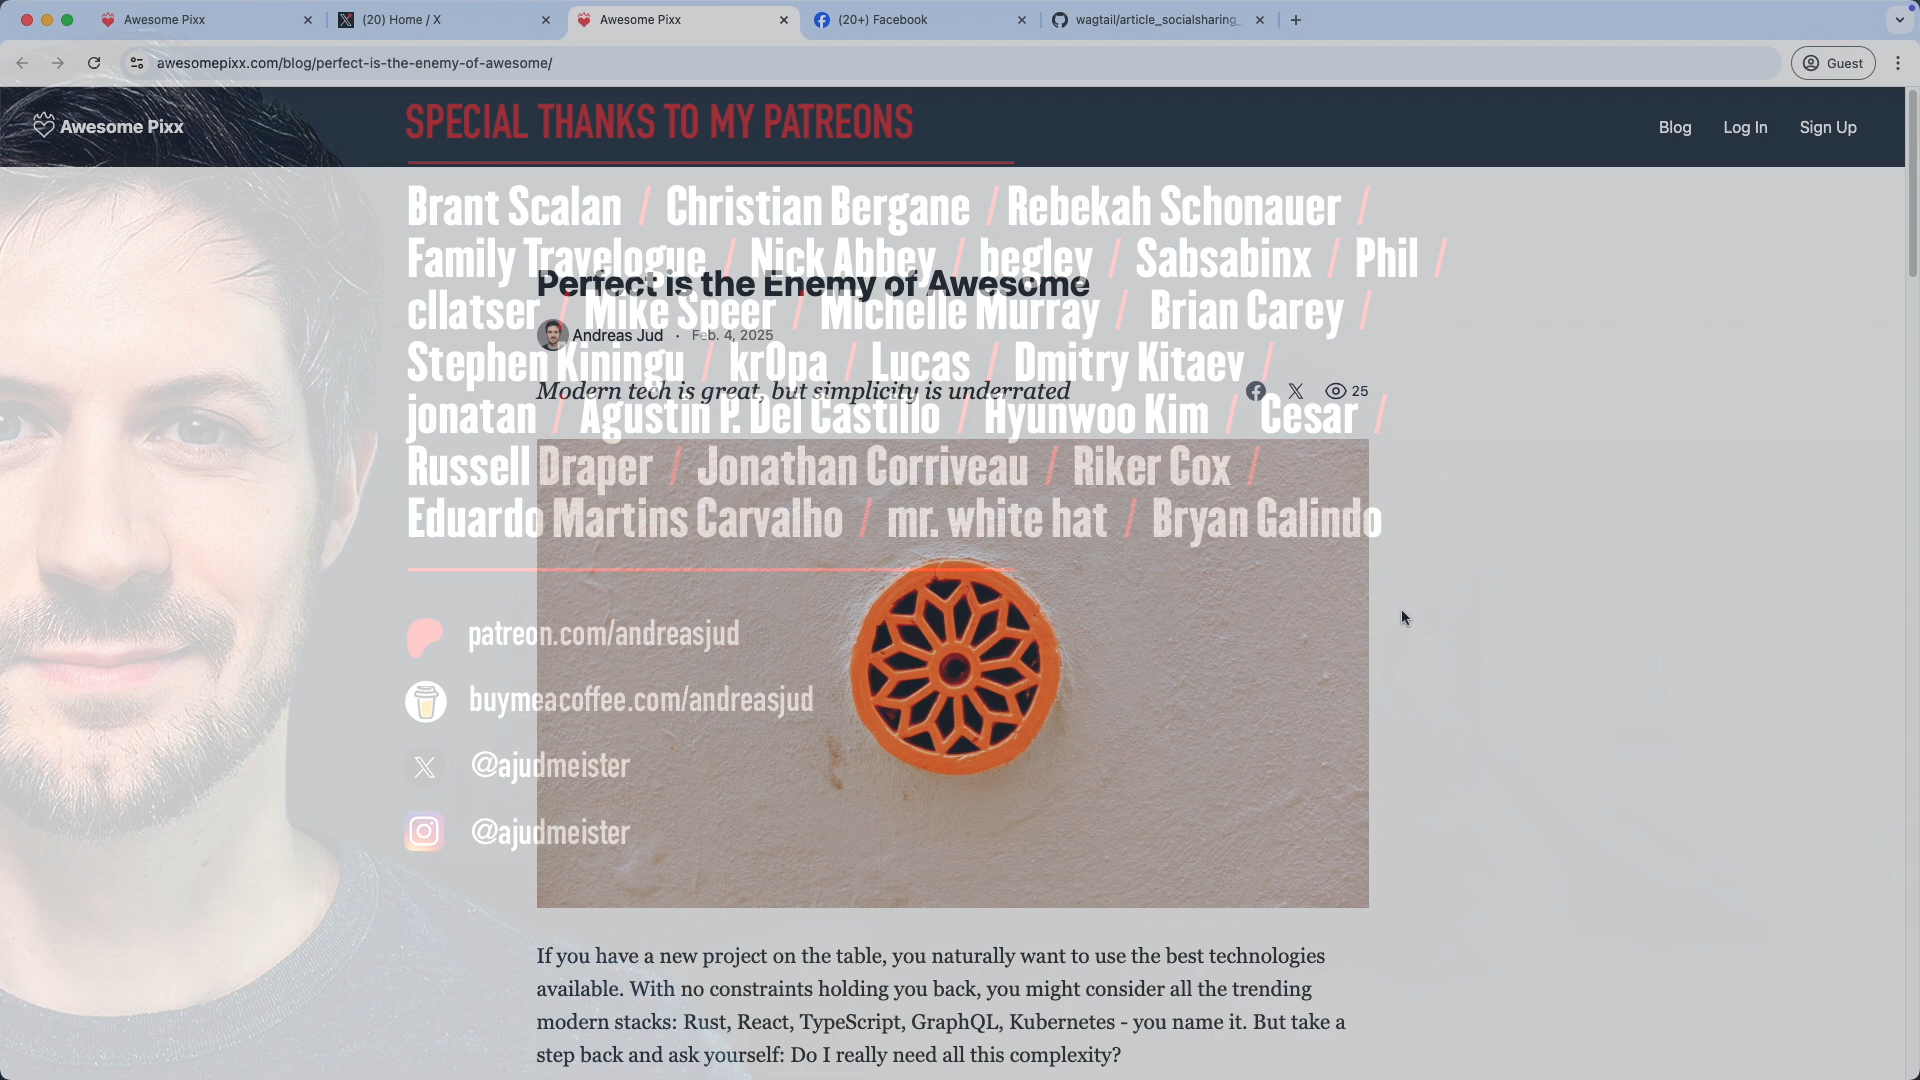 Awesome Pixx
(20) Home / X
Awesome Pixx
(20+) Facebook
wagtail/article_socialsharing_
awesomepixx.com/blog/perfect-is-the-enemy-of-awesome/
Guest
Awesome Pixx
Blog
Log In
Sign Up
SPECIAL THANKS TO MY PATREONS
Brant Scalan / Christian Bergane / Rebekah Schonauer /
Family Travelogue / Nick Abbey / begley / Sabsabinx / Phil /
cllatser / Mike Speer / Michelle Murray / Brian Carey /
Stephen Kiningu / kr0pa / Lucas / Dmitry Kitaev /
jonatan / Agustin P. Del Castillo / Hyunwoo Kim / Cesar /
Russell Draper / Jonathan Corriveau / Riker Cox /
Eduardo Martins Carvalho / mr. white hat / Bryan Galindo
Perfect is the Enemy of Awesome
Andreas Jud · Feb. 4, 2025
Modern tech is great, but simplicity is underrated
25
patreon.com/andreasjud
buymeacoffee.com/andreasjud
@ajudmeister
@ajudmeister
If you have a new project on the table, you naturally want to use the best technologies
available. With no constraints holding you back, you might consider all the trending
modern stacks: Rust, React, TypeScript, GraphQL, Kubernetes - you name it. But take a
step back and ask yourself: Do I really need all this complexity?